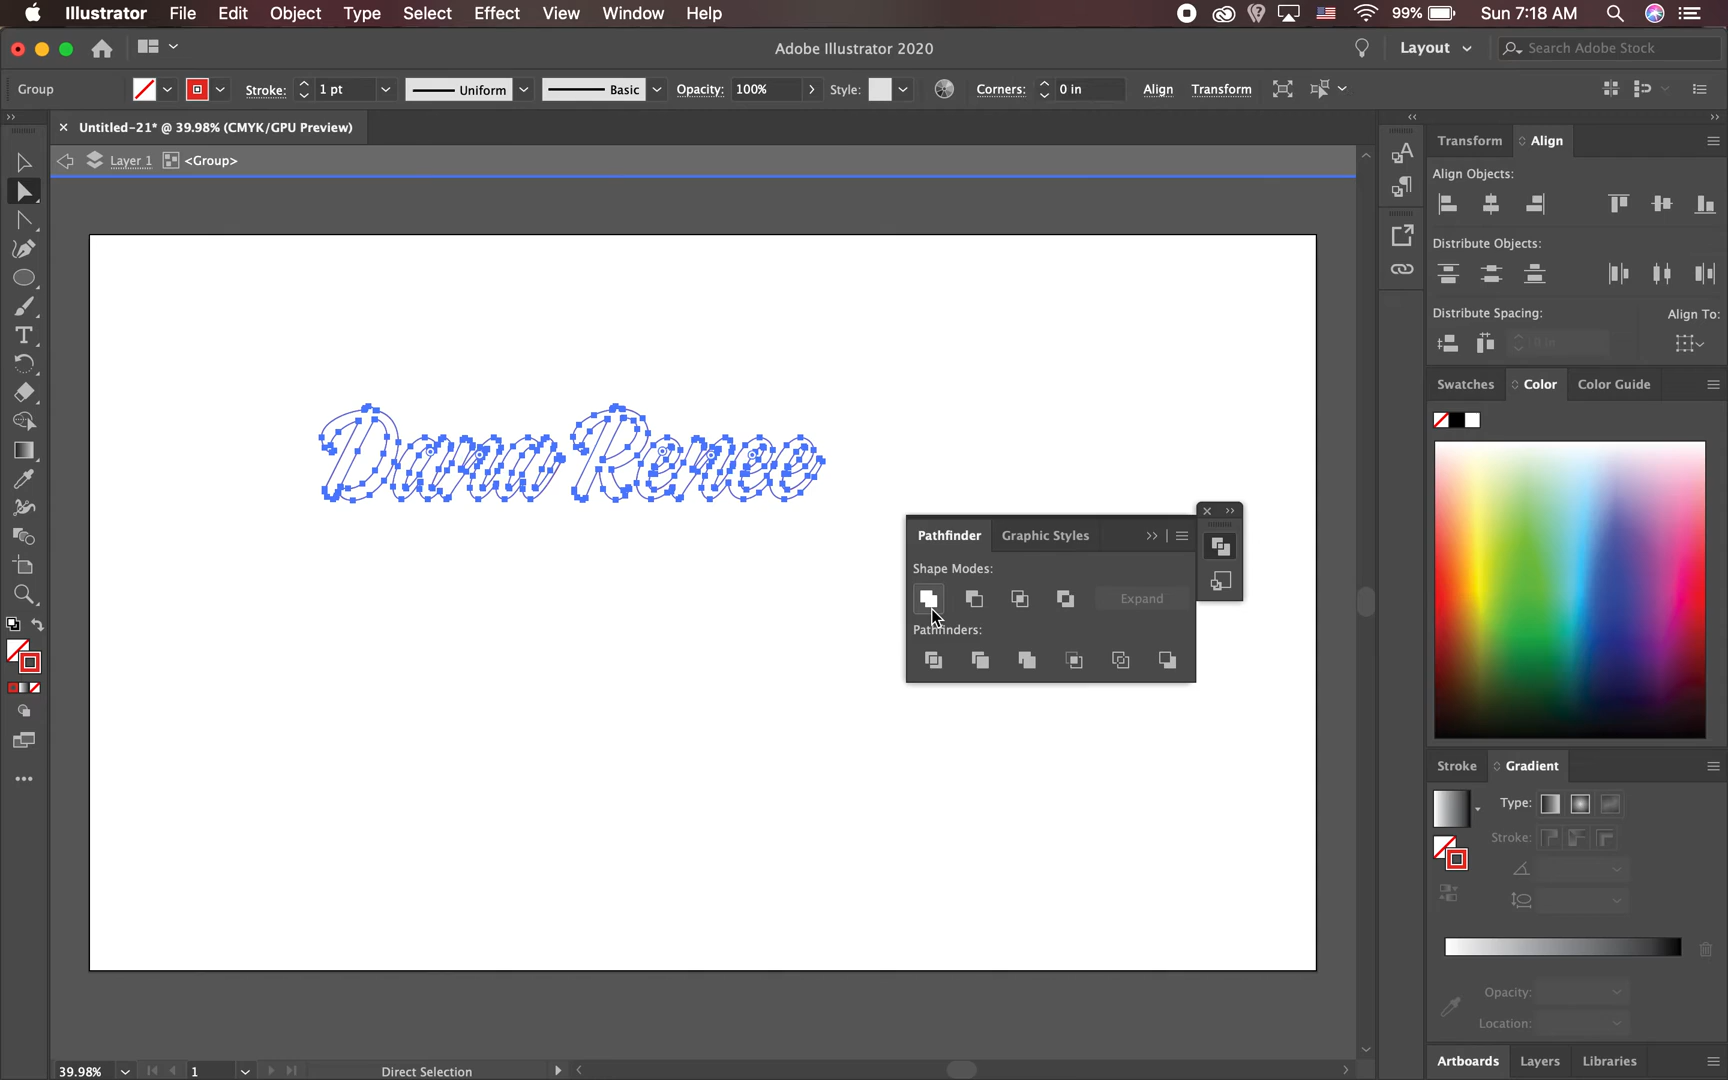 Illustrator File Edit Object Type Select Effect View Window Help 99% Sun 7:18 AM
Adobe Illustrator 2020 Layout Search Adobe Stock
Group Stroke: 1 pt Uniform Basic Opacity: 100% Style: Corners: 0 in Align Transform
Untitled-21* @ 39.98% (CMYK/GPU Preview)
Layer 1 <Group>
Transform Align
Align Objects:
Distribute Objects:
Distribute Spacing: Align To:
0 in
Swatches Color Color Guide
Dana Renee
Pathfinder Graphic Styles
Shape Modes:
Expand
Pathfinders:
Stroke Gradient
Type:
Stroke:
Opacity:
Location:
Artboards Layers Libraries
39.98% 1 Direct Selection